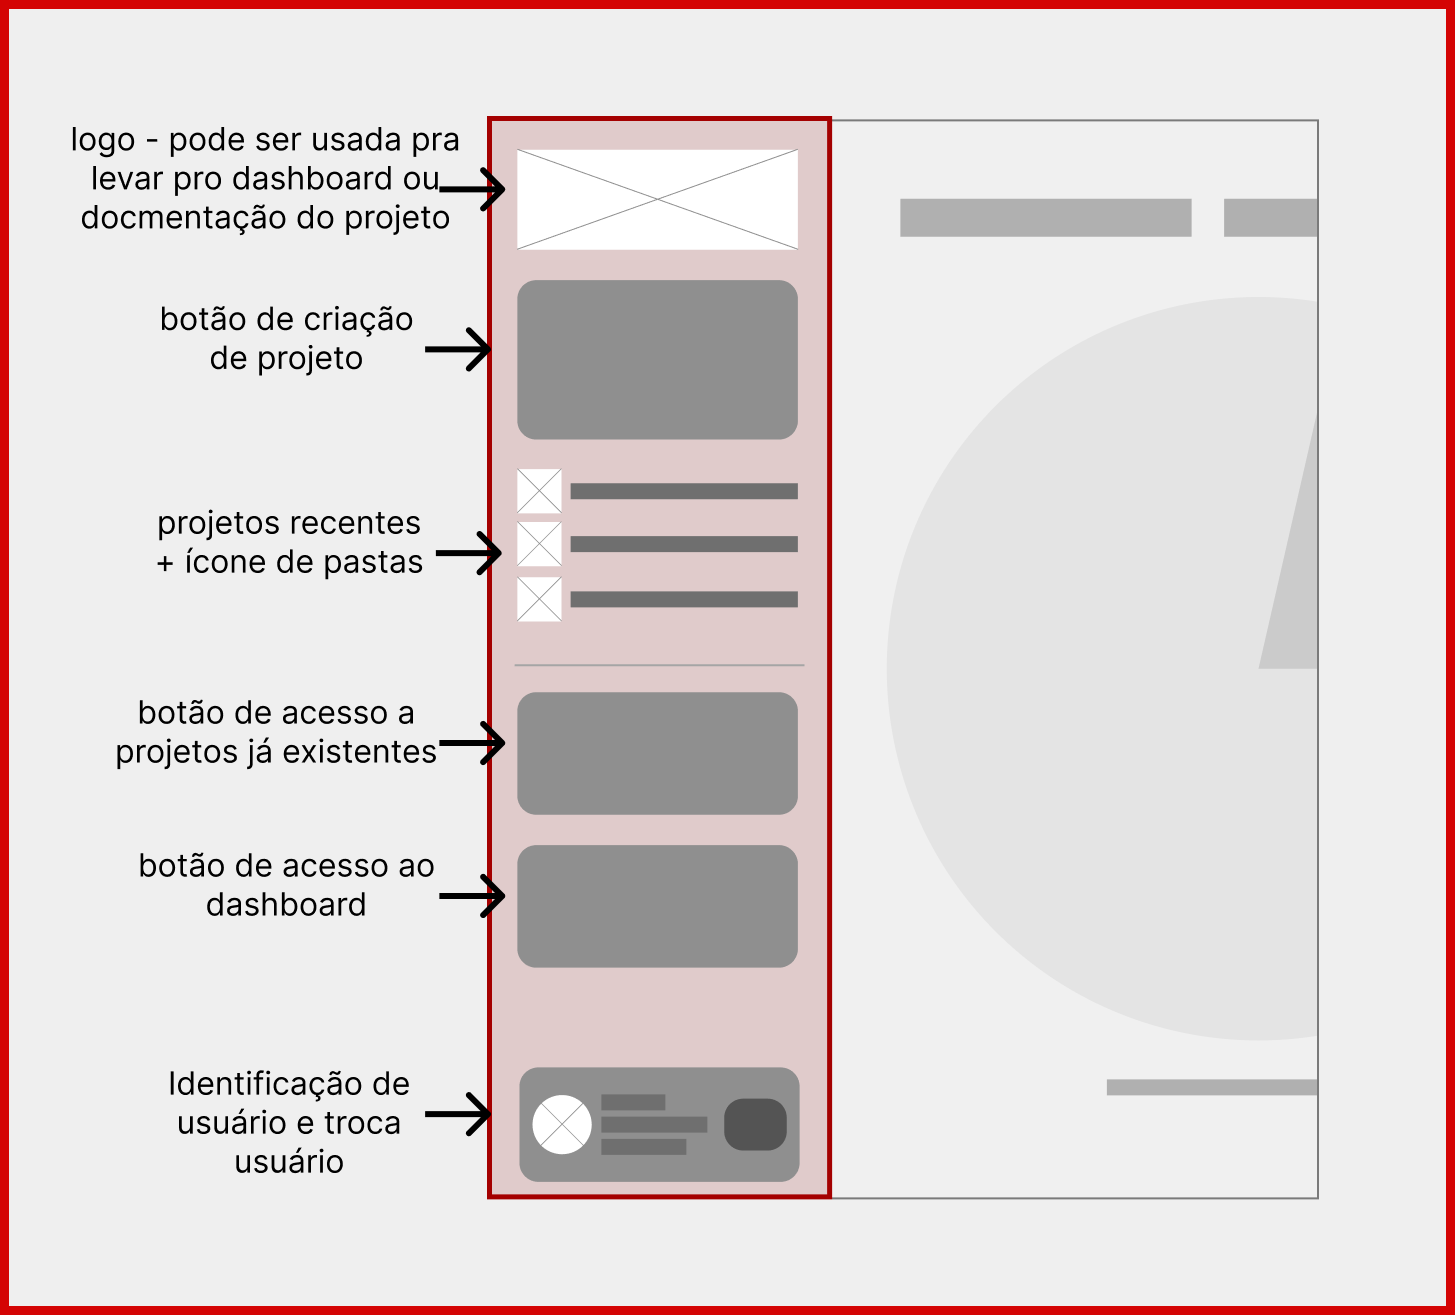 logo - pode ser usada pra
levar pro dashboard ou
docmentação do projeto
botão de criação
de projeto
projetos recentes
+ ícone de pastas
botão de acesso a
projetos já existentes
botão de acesso ao
dashboard
Identificação de
usuário e troca
usuário